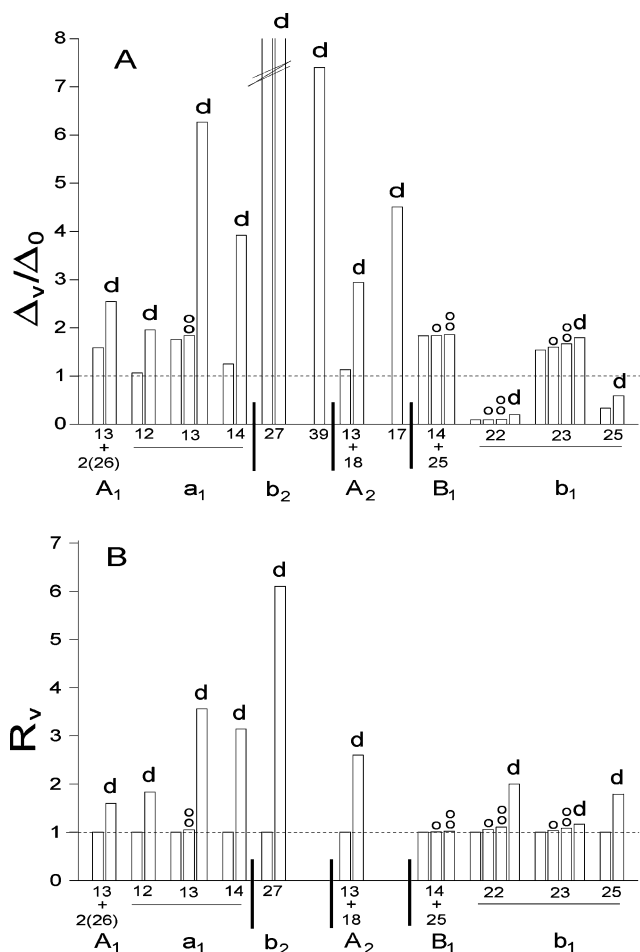 A
8
7
6
5
4
3
2
1
0
Δv/Δ0
d
d
o
o
d
d
d
d
d
d
o
o
o
o
o
o
d
o
o
o
d
d
13
+
2(26)
12
13
14
27
39
13
+
18
17
14
+
25
22
23
25
A1
a1
b2
A2
B1
b1
B
7
6
5
4
3
2
1
0
Rv
d
d
o
o
d
d
d
d
o
o
o
o
o
o
d
o
o
o
d
d
13
+
2(26)
12
13
14
27
13
+
18
14
+
25
22
23
25
A1
a1
b2
A2
B1
b1